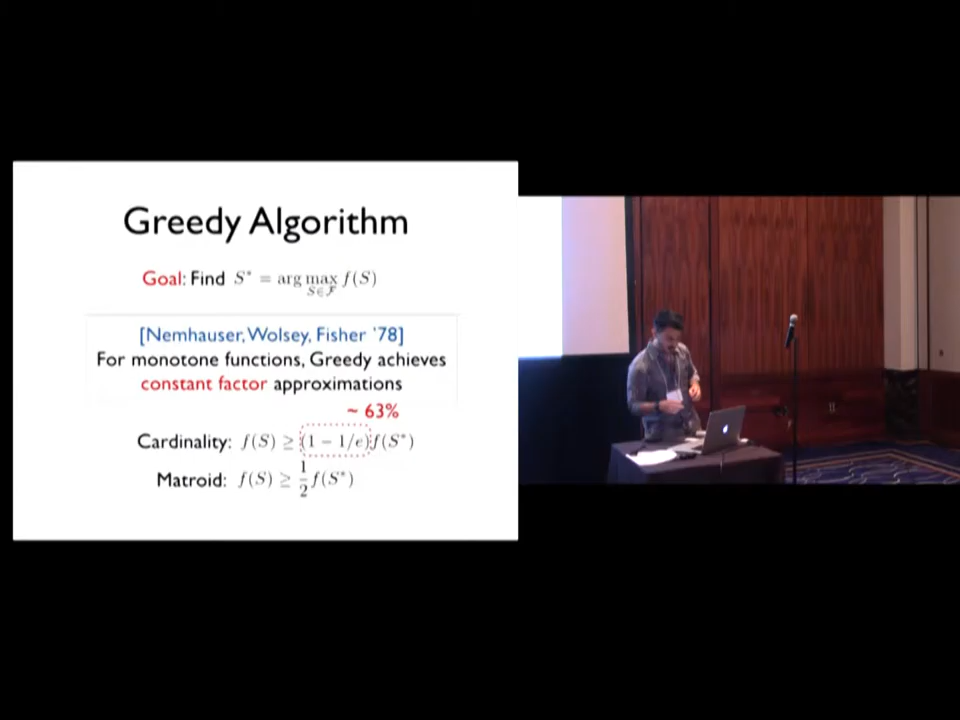 Greedy Algorithm
Goal: Find S* = arg max f(S)
S∈F
[Nemhauser, Wolsey, Fisher '78]
For monotone functions, Greedy achieves
constant factor approximations
~ 63%
Cardinality: f(S) ≥ (1 − 1/e) f(S*)
Matroid: f(S) ≥ 1/2 f(S*)